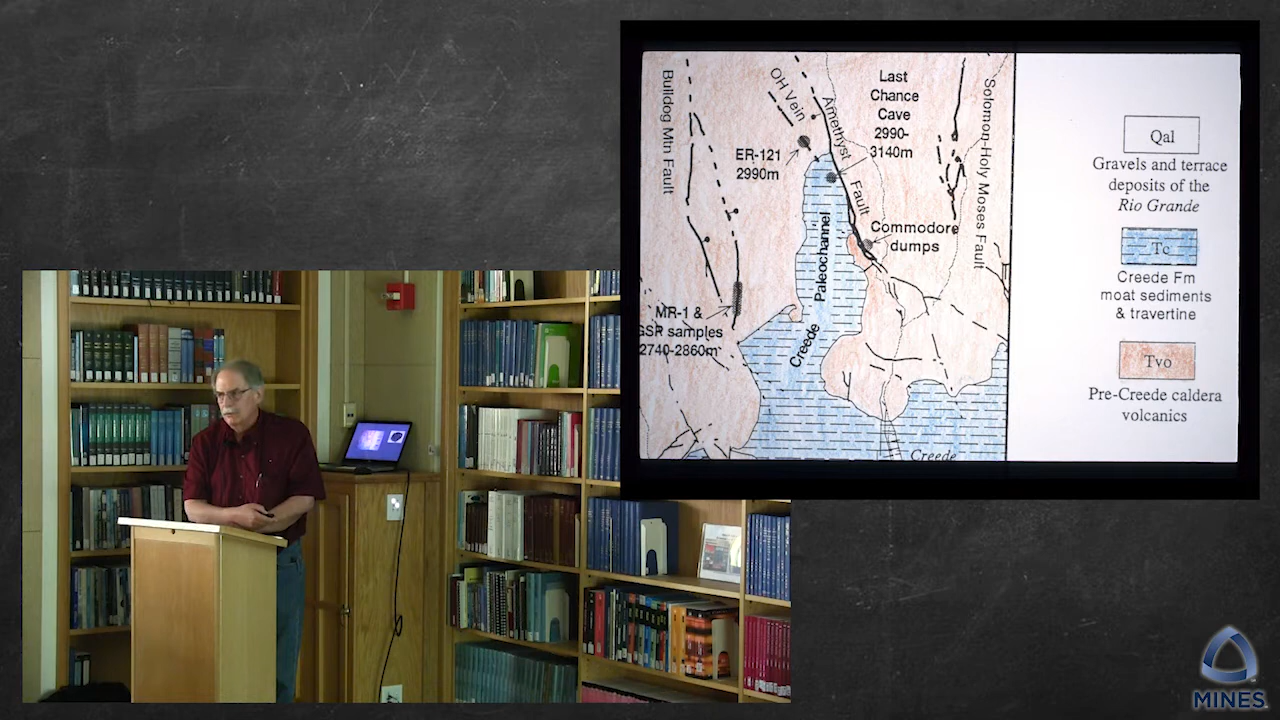 Bulldog Mtn Fault
OH Vein
Amethyst
Fault
Last
Chance
Cave
2990-
3140m
Solomon-Holy Moses Fault
ER-121
2990m
Commodore
dumps
Creede Paleochannel
MR-1 &
SSR samples
2740-2860m
Creede
Qal
Gravels and terrace
deposits of the
Rio Grande
Tc
Creede Fm
moat sediments
& travertine
Tvo
Pre-Creede caldera
volcanics
MINES